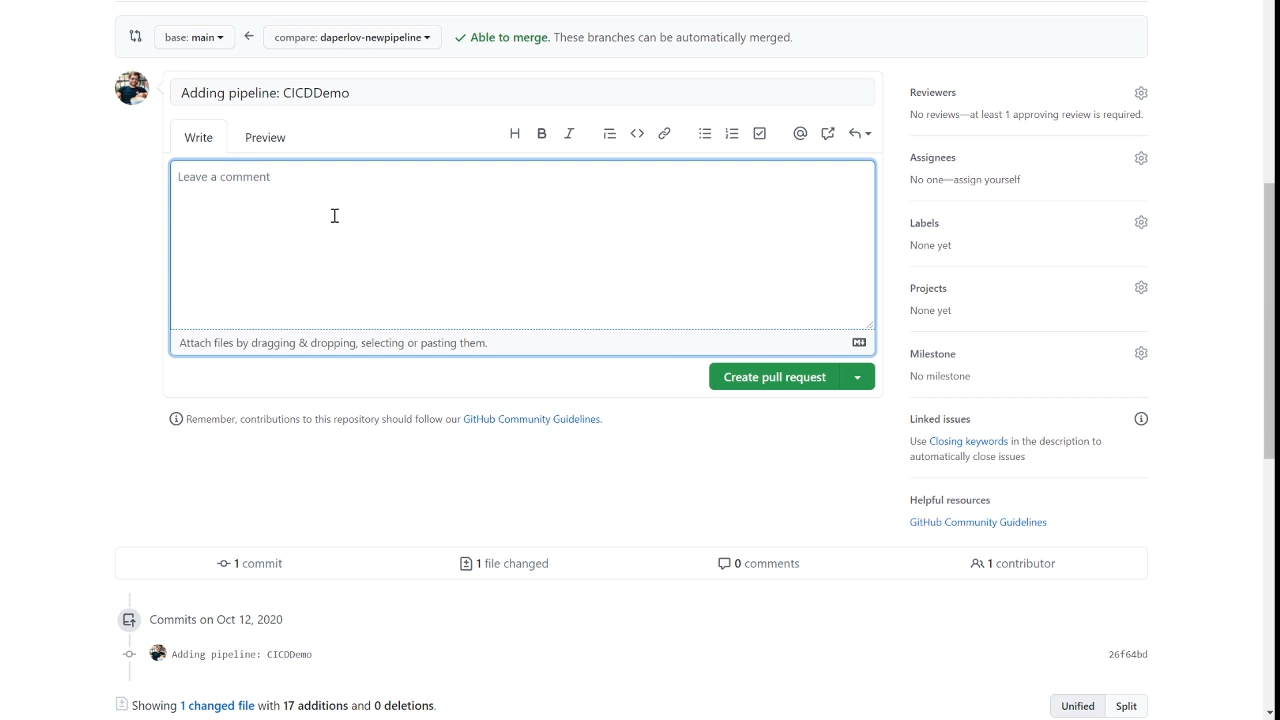 base: main
compare: daperlov-newpipeline
Able to merge. These branches can be automatically merged.
Adding pipeline: CICDDemo
Write
Preview
Leave a comment
Attach files by dragging & dropping, selecting or pasting them.
Create pull request
Remember, contributions to this repository should follow our GitHub Community Guidelines.
Reviewers
No reviews—at least 1 approving review is required.
Assignees
No one—assign yourself
Labels
None yet
Projects
None yet
Milestone
No milestone
Linked issues
Use Closing keywords in the description to
automatically close issues
Helpful resources
GitHub Community Guidelines
1 commit
1 file changed
0 comments
1 contributor
Commits on Oct 12, 2020
Adding pipeline: CICDDemo
26f64bd
Showing 1 changed file with 17 additions and 0 deletions.
Unified
Split